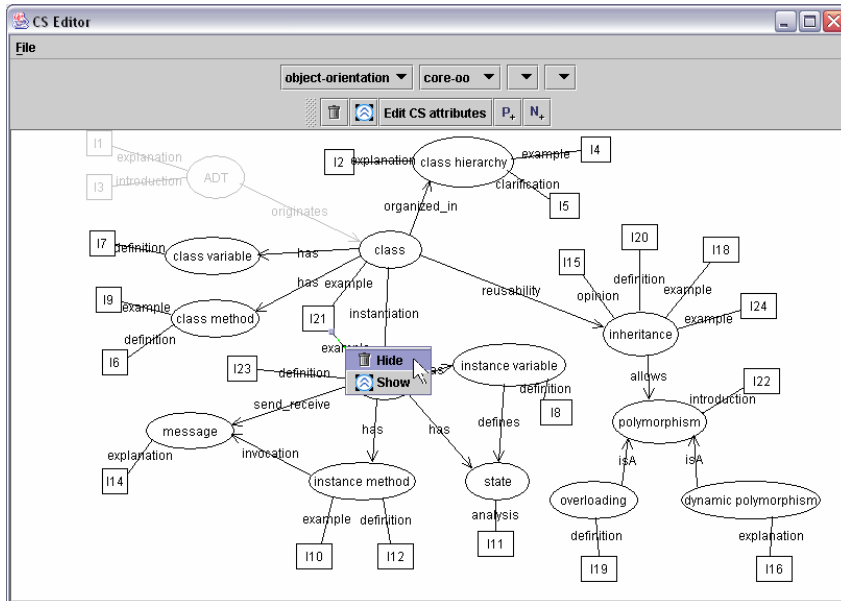 CS Editor
File
object-orientation core-oo
Edit CS attributes P+ N+
I1
explanation
I3
introduction
ADT
originates
I2
explanation
class hierarchy
example
I4
clarification
I5
organized_in
I7
definition
class variable
has
class
I9
example
class method
has
definition
I6
example
I21
instantiation
reusability
I15
opinion
I20
definition
I18
example
I24
example
inheritance
example
Hide
Show
I23
definition
has
instance variable
definition
I8
allows
send_receive
message
explanation
I14
invocation
has
has
defines
instance method
state
example
definition
I10
I12
analysis
I11
I22
introduction
polymorphism
isA
isA
overloading
dynamic polymorphism
definition
explanation
I19
I16